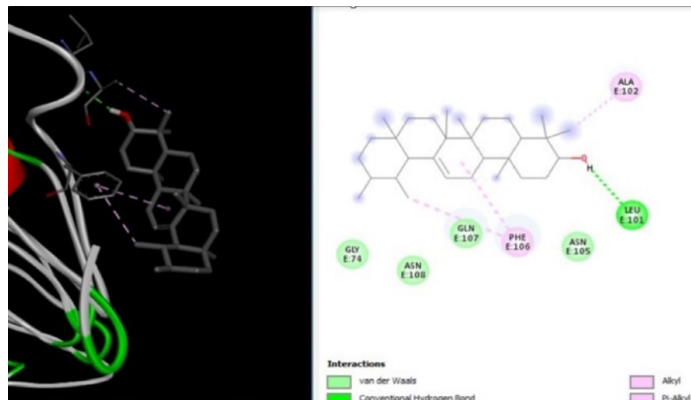 ALA
E:102
H
LEU
E:101
GLN
E:107
PHE
E:106
ASN
E:105
GLY
E:74
ASN
E:108
Interactions
van der Waals
Alkyl
Conventional Hydrogen Bond
Pi-Alkyl